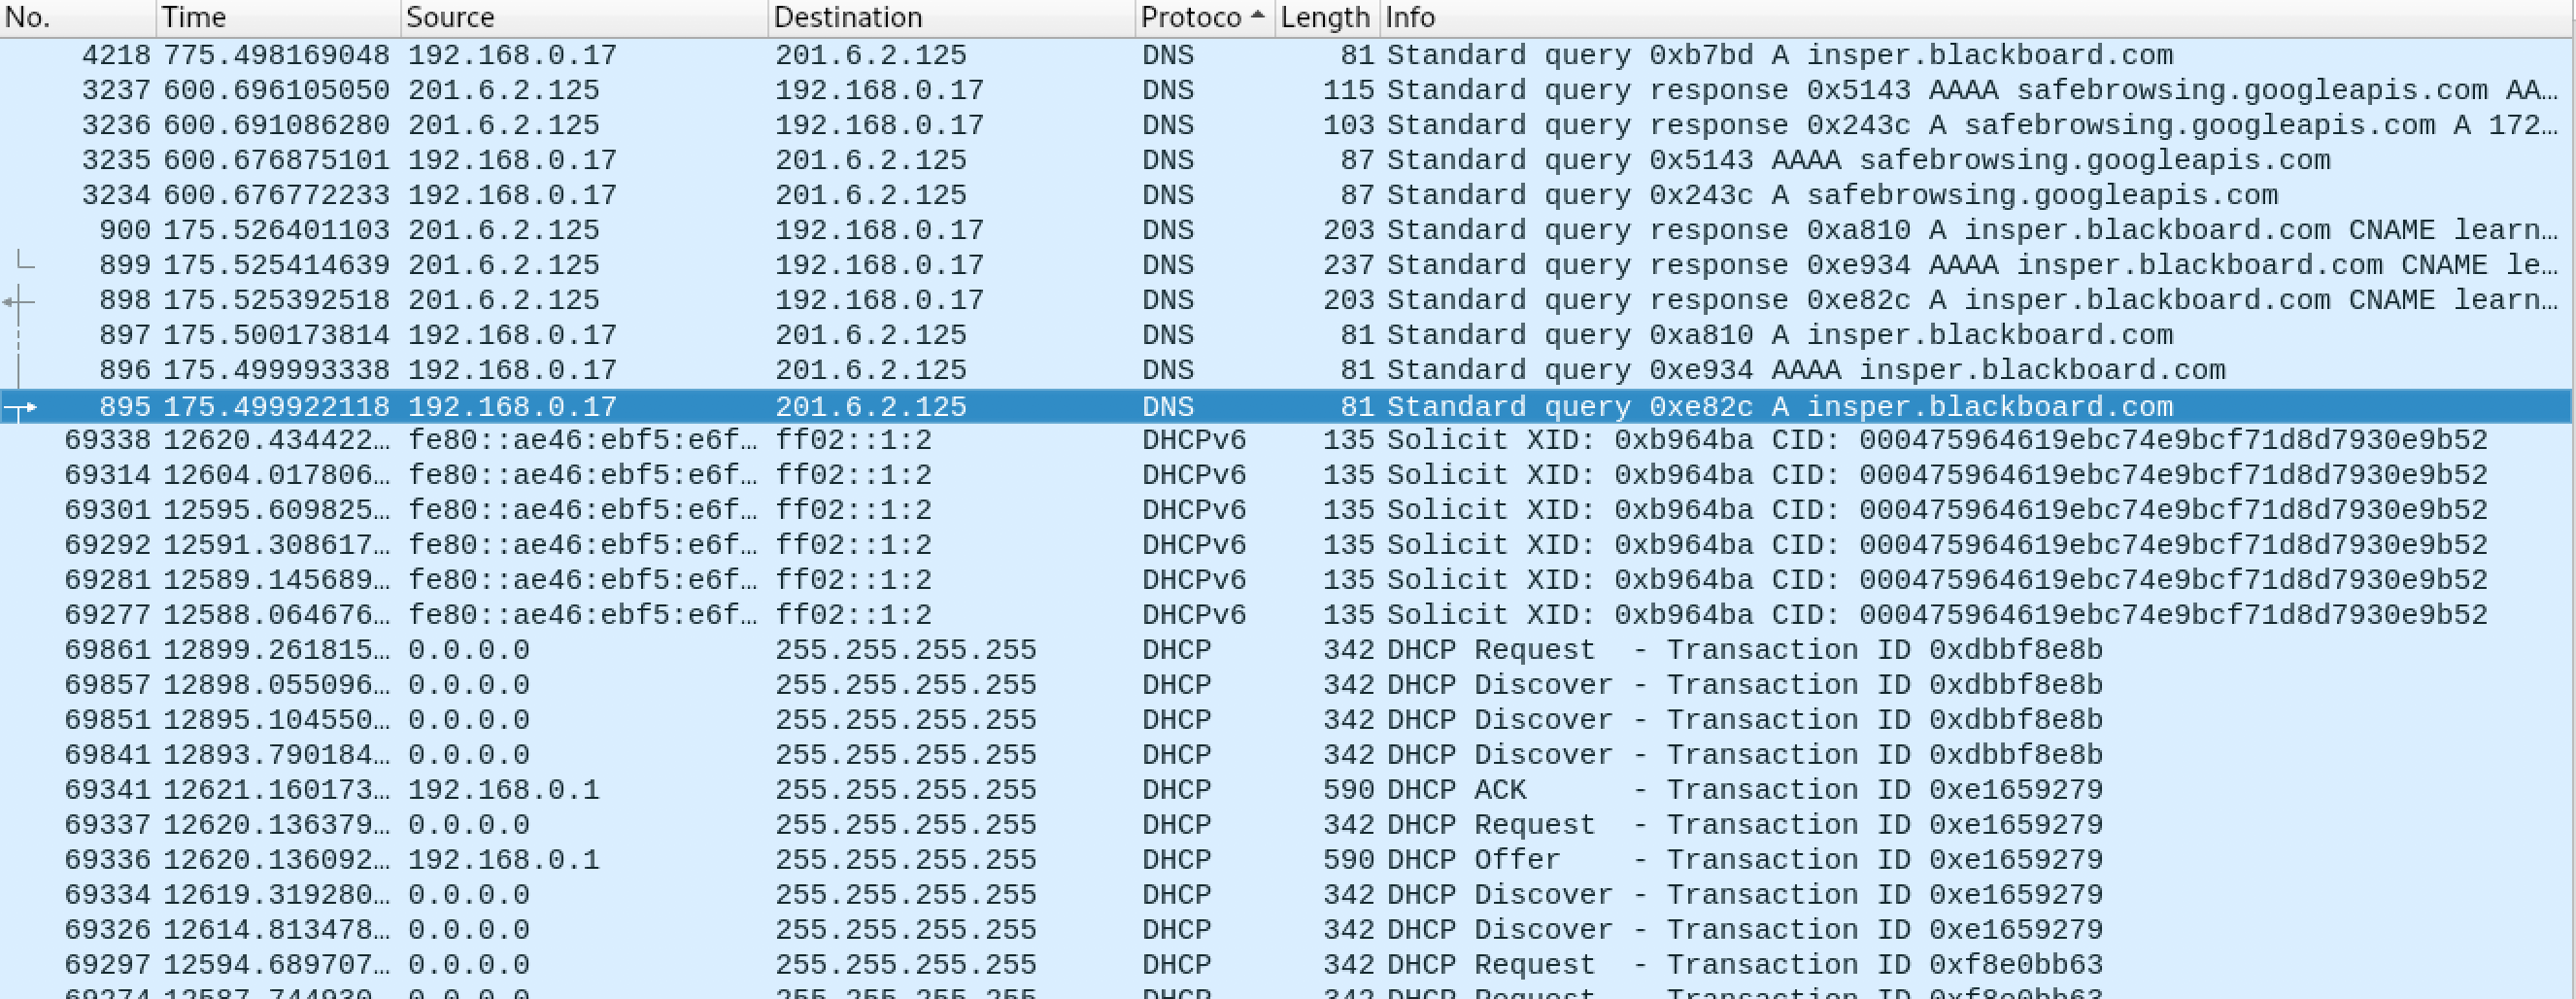 No. Time Source Destination Protoco Length Info
4218 775.498169048 192.168.0.17 201.6.2.125 DNS 81 Standard query 0xb7bd A insper.blackboard.com
3237 600.696105050 201.6.2.125 192.168.0.17 DNS 115 Standard query response 0x5143 AAAA safebrowsing.googleapis.com AA…
3236 600.691086280 201.6.2.125 192.168.0.17 DNS 103 Standard query response 0x243c A safebrowsing.googleapis.com A 172…
3235 600.676875101 192.168.0.17 201.6.2.125 DNS 87 Standard query 0x5143 AAAA safebrowsing.googleapis.com
3234 600.676772233 192.168.0.17 201.6.2.125 DNS 87 Standard query 0x243c A safebrowsing.googleapis.com
900 175.526401103 201.6.2.125 192.168.0.17 DNS 203 Standard query response 0xa810 A insper.blackboard.com CNAME learn…
899 175.525414639 201.6.2.125 192.168.0.17 DNS 237 Standard query response 0xe934 AAAA insper.blackboard.com CNAME le…
898 175.525392518 201.6.2.125 192.168.0.17 DNS 203 Standard query response 0xe82c A insper.blackboard.com CNAME learn…
897 175.500173814 192.168.0.17 201.6.2.125 DNS 81 Standard query 0xa810 A insper.blackboard.com
896 175.499993338 192.168.0.17 201.6.2.125 DNS 81 Standard query 0xe934 AAAA insper.blackboard.com
895 175.499922118 192.168.0.17 201.6.2.125 DNS 81 Standard query 0xe82c A insper.blackboard.com
69338 12620.434422… fe80::ae46:ebf5:e6f… ff02::1:2 DHCPv6 135 Solicit XID: 0xb964ba CID: 000475964619ebc74e9bcf71d8d7930e9b52
69314 12604.017806… fe80::ae46:ebf5:e6f… ff02::1:2 DHCPv6 135 Solicit XID: 0xb964ba CID: 000475964619ebc74e9bcf71d8d7930e9b52
69301 12595.609825… fe80::ae46:ebf5:e6f… ff02::1:2 DHCPv6 135 Solicit XID: 0xb964ba CID: 000475964619ebc74e9bcf71d8d7930e9b52
69292 12591.308617… fe80::ae46:ebf5:e6f… ff02::1:2 DHCPv6 135 Solicit XID: 0xb964ba CID: 000475964619ebc74e9bcf71d8d7930e9b52
69281 12589.145689… fe80::ae46:ebf5:e6f… ff02::1:2 DHCPv6 135 Solicit XID: 0xb964ba CID: 000475964619ebc74e9bcf71d8d7930e9b52
69277 12588.064676… fe80::ae46:ebf5:e6f… ff02::1:2 DHCPv6 135 Solicit XID: 0xb964ba CID: 000475964619ebc74e9bcf71d8d7930e9b52
69861 12899.261815… 0.0.0.0 255.255.255.255 DHCP 342 DHCP Request - Transaction ID 0xdbbf8e8b
69857 12898.055096… 0.0.0.0 255.255.255.255 DHCP 342 DHCP Discover - Transaction ID 0xdbbf8e8b
69851 12895.104550… 0.0.0.0 255.255.255.255 DHCP 342 DHCP Discover - Transaction ID 0xdbbf8e8b
69841 12893.790184… 0.0.0.0 255.255.255.255 DHCP 342 DHCP Discover - Transaction ID 0xdbbf8e8b
69341 12621.160173… 192.168.0.1 255.255.255.255 DHCP 590 DHCP ACK - Transaction ID 0xe1659279
69337 12620.136379… 0.0.0.0 255.255.255.255 DHCP 342 DHCP Request - Transaction ID 0xe1659279
69336 12620.136092… 192.168.0.1 255.255.255.255 DHCP 590 DHCP Offer - Transaction ID 0xe1659279
69334 12619.319280… 0.0.0.0 255.255.255.255 DHCP 342 DHCP Discover - Transaction ID 0xe1659279
69326 12614.813478… 0.0.0.0 255.255.255.255 DHCP 342 DHCP Discover - Transaction ID 0xe1659279
69297 12594.689707… 0.0.0.0 255.255.255.255 DHCP 342 DHCP Request - Transaction ID 0xf8e0bb63
69274 12587.744930… 0.0.0.0 255.255.255.255 DHCP 342 DHCP Request - Transaction ID 0xf8e0bb63